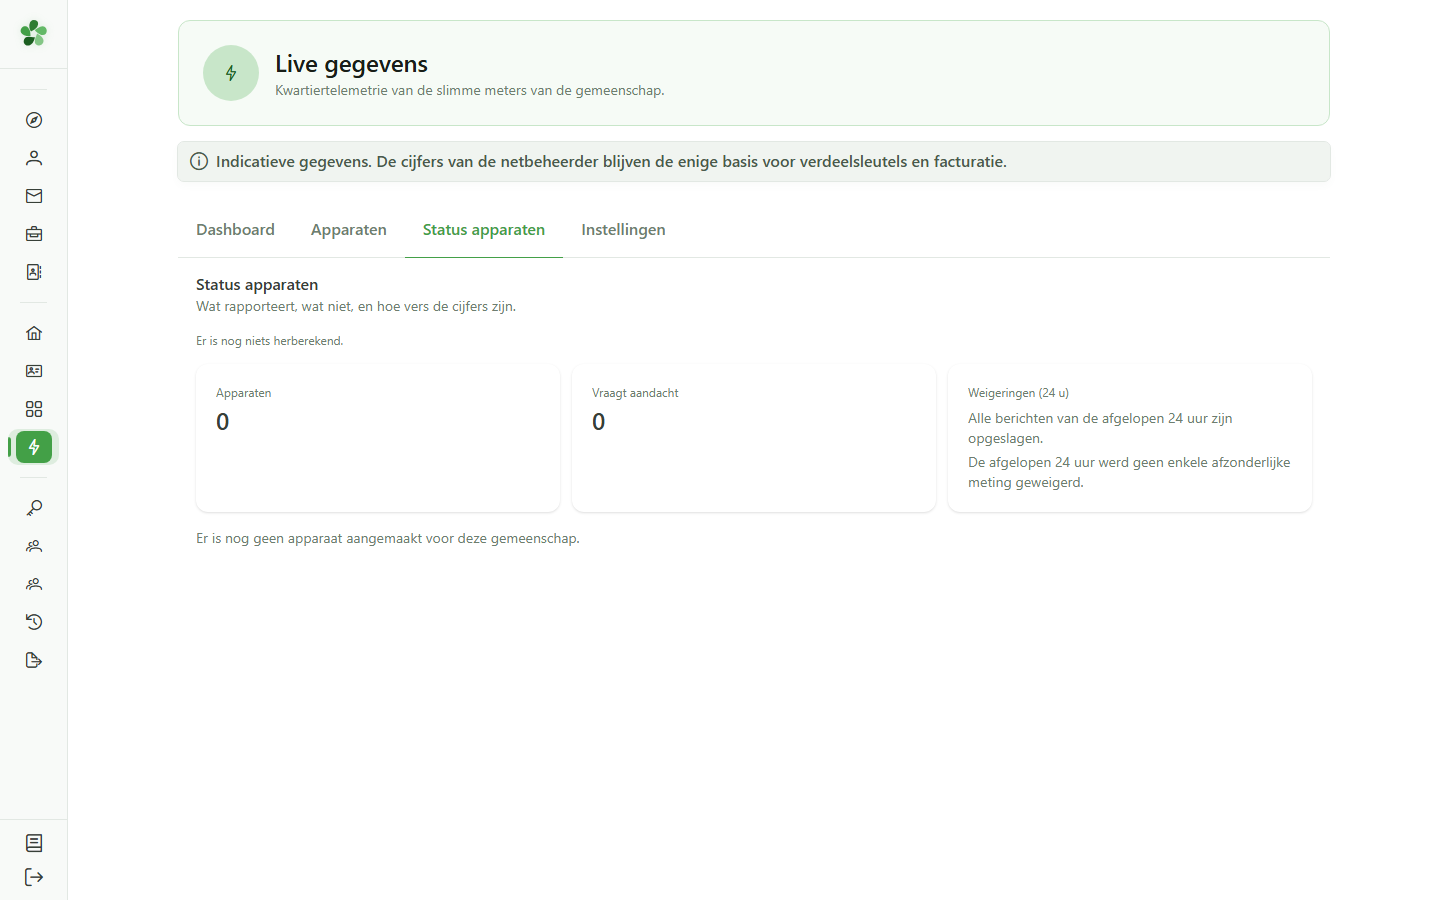 Live gegevens
Kwartiertelemetrie van de slimme meters van de gemeenschap.
Indicatieve gegevens. De cijfers van de netbeheerder blijven de enige basis voor verdeelsleutels en facturatie.
Dashboard
Apparaten
Status apparaten
Instellingen
Status apparaten
Wat rapporteert, wat niet, en hoe vers de cijfers zijn.
Er is nog niets herberekend.
Apparaten
0
Vraagt aandacht
0
Weigeringen (24 u)
Alle berichten van de afgelopen 24 uur zijn
opgeslagen.
De afgelopen 24 uur werd geen enkele afzonderlijke
meting geweigerd.
Er is nog geen apparaat aangemaakt voor deze gemeenschap.